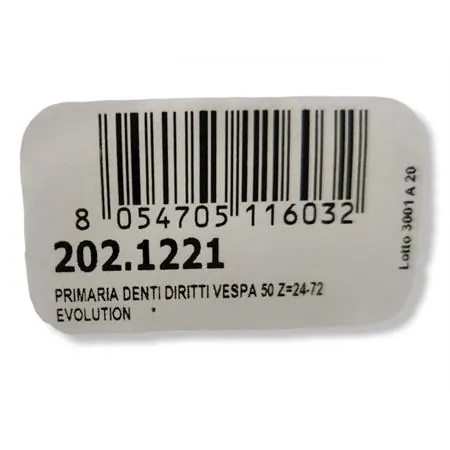 8 054705 116032
202.1221
PRIMARIA DENTI DIRITTI VESPA 50 Z=24-72
EVOLUTION *
Lotto 3001 A 20